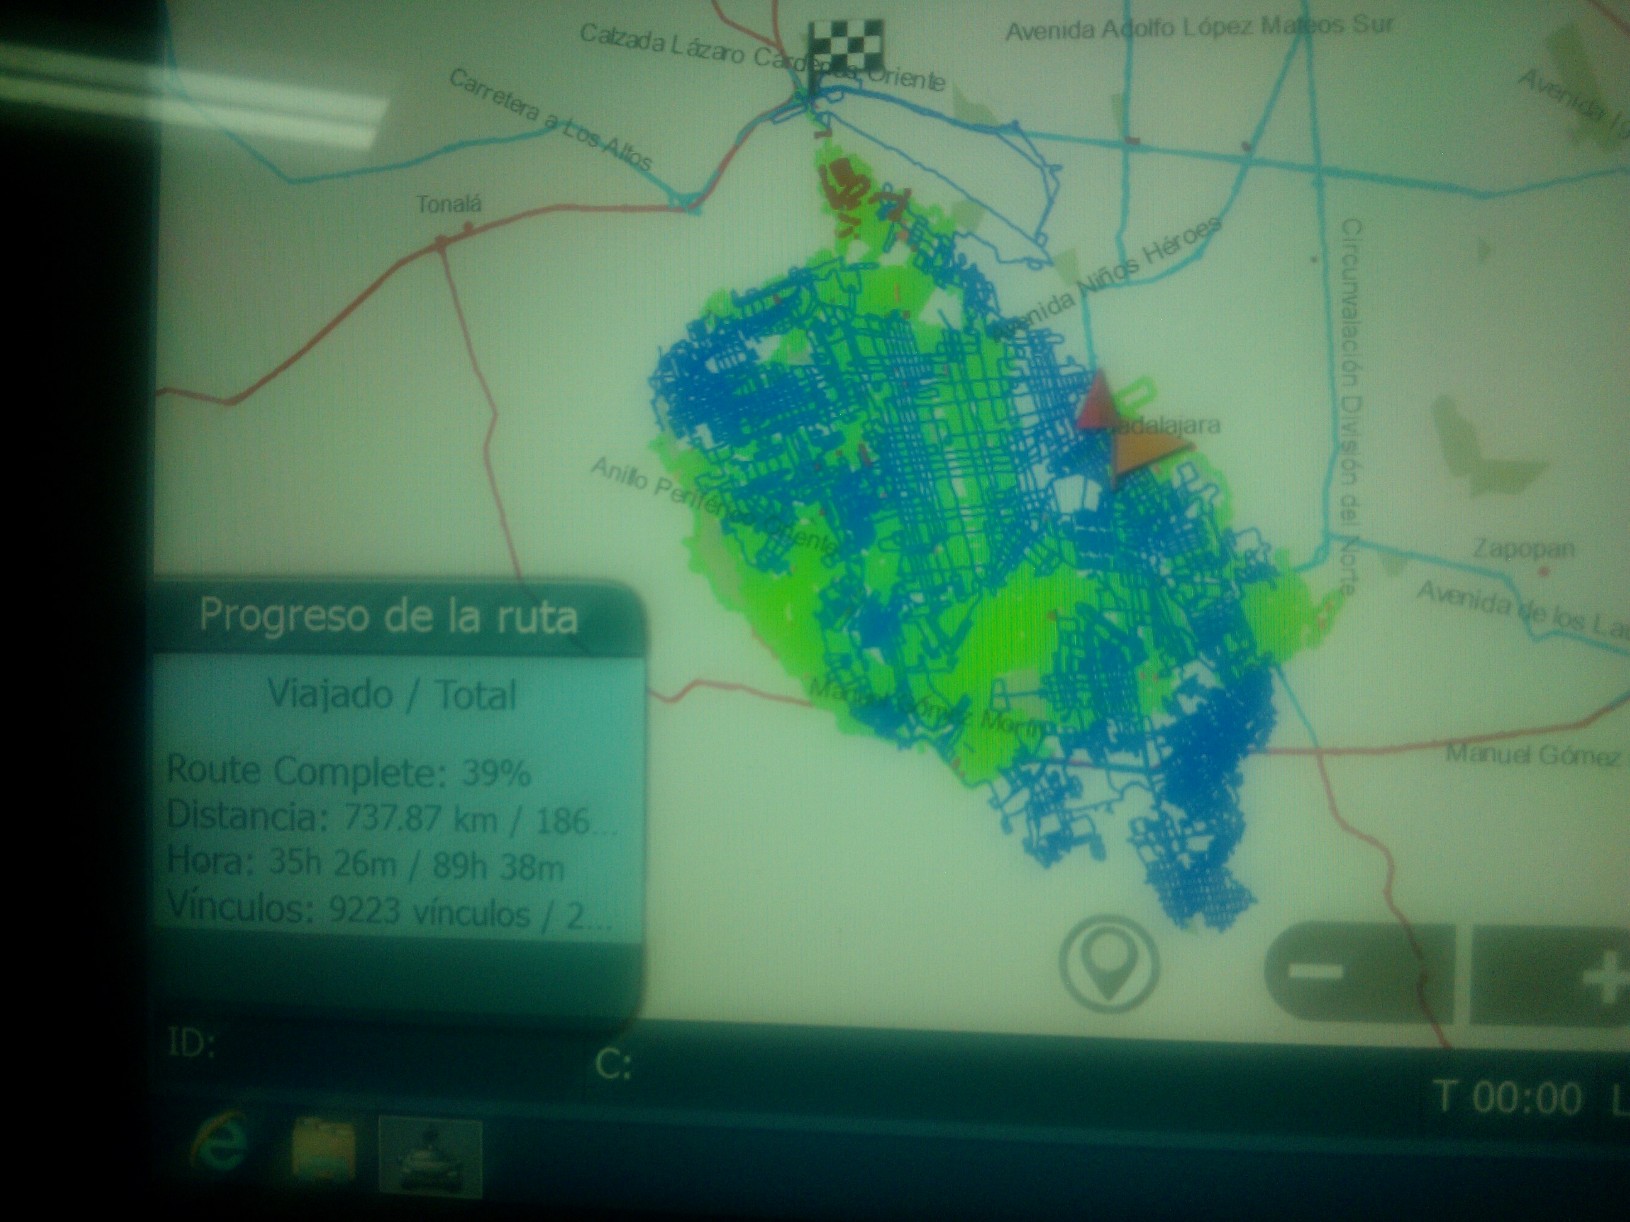 Calzada Lázaro Cárdenas Oriente
Avenida Adolfo López Mateos Sur
Carretera a Los Altos
Avenida
Tonalá
Avenida Niños Héroes
Circunvalación División del Norte
adalajara
Anillo Periférico Oriente
Zapopan
Avenida de los La
Manuel Gómez Morín
Manuel Gómez
Progreso de la ruta
Viajado / Total
Route Complete: 39%
Distancia: 737.87 km / 186...
Hora: 35h 26m / 89h 38m
Vínculos: 9223 vínculos / 2...
ID:
C:
T 00:00 L